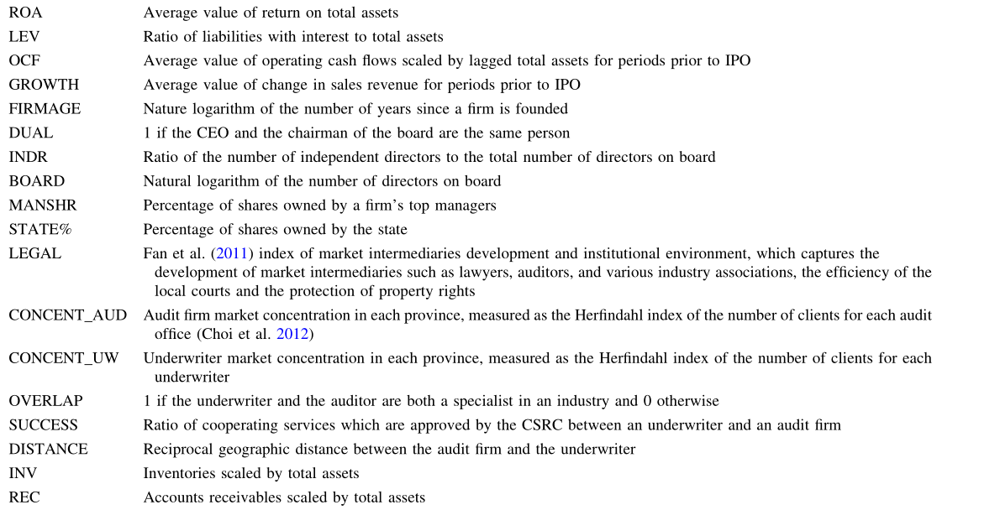 ROA Average value of return on total assets
LEV Ratio of liabilities with interest to total assets
OCF Average value of operating cash flows scaled by lagged total assets for periods prior to IPO
GROWTH Average value of change in sales revenue for periods prior to IPO
FIRMAGE Nature logarithm of the number of years since a firm is founded
DUAL 1 if the CEO and the chairman of the board are the same person
INDR Ratio of the number of independent directors to the total number of directors on board
BOARD Natural logarithm of the number of directors on board
MANSHR Percentage of shares owned by a firm's top managers
STATE% Percentage of shares owned by the state
LEGAL Fan et al. (2011) index of market intermediaries development and institutional environment, which captures the
development of market intermediaries such as lawyers, auditors, and various industry associations, the efficiency of the
local courts and the protection of property rights
CONCENT_AUD Audit firm market concentration in each province, measured as the Herfindahl index of the number of clients for each audit
office (Choi et al. 2012)
CONCENT_UW Underwriter market concentration in each province, measured as the Herfindahl index of the number of clients for each
underwriter
OVERLAP 1 if the underwriter and the auditor are both a specialist in an industry and 0 otherwise
SUCCESS Ratio of cooperating services which are approved by the CSRC between an underwriter and an audit firm
DISTANCE Reciprocal geographic distance between the audit firm and the underwriter
INV Inventories scaled by total assets
REC Accounts receivables scaled by total assets